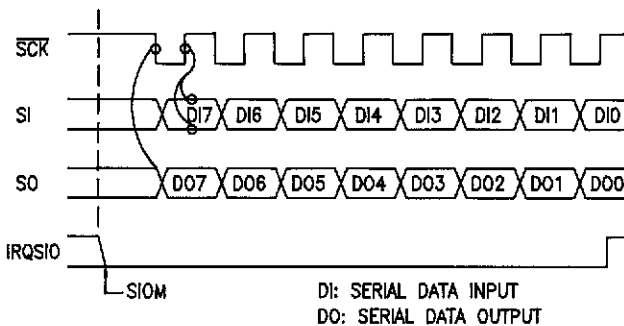 SCK
SI DI7 DI6 DI5 DI4 DI3 DI2 DI1 DI0
SO DO7 DO6 DO5 DO4 DO3 DO2 DO1 DO0
IRQSIO
SIOM
DI: SERIAL DATA INPUT
DO: SERIAL DATA OUTPUT